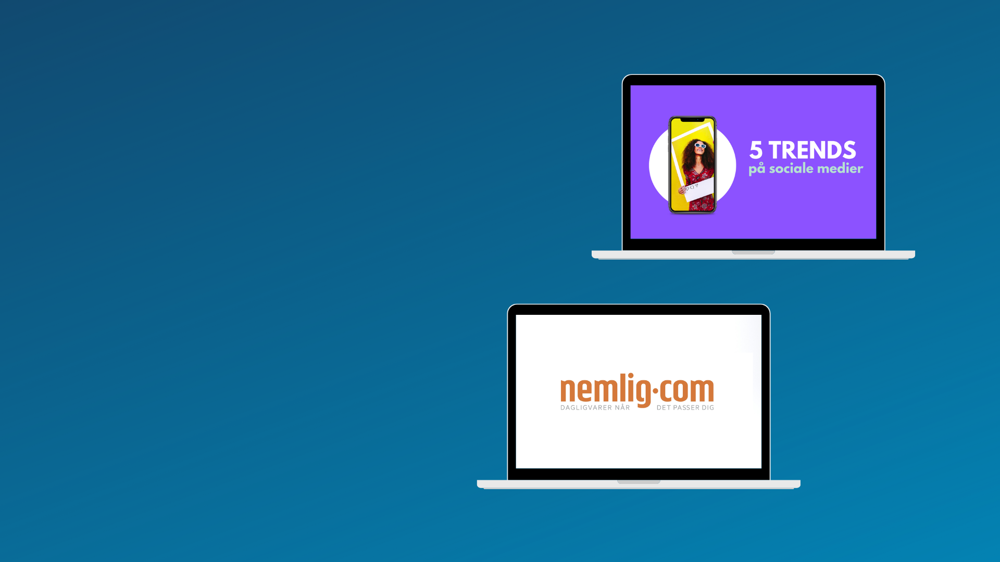 5 TRENDS
på sociale medier
nemlig.com
DAGLIGVARER NÅR DET PASSER DIG